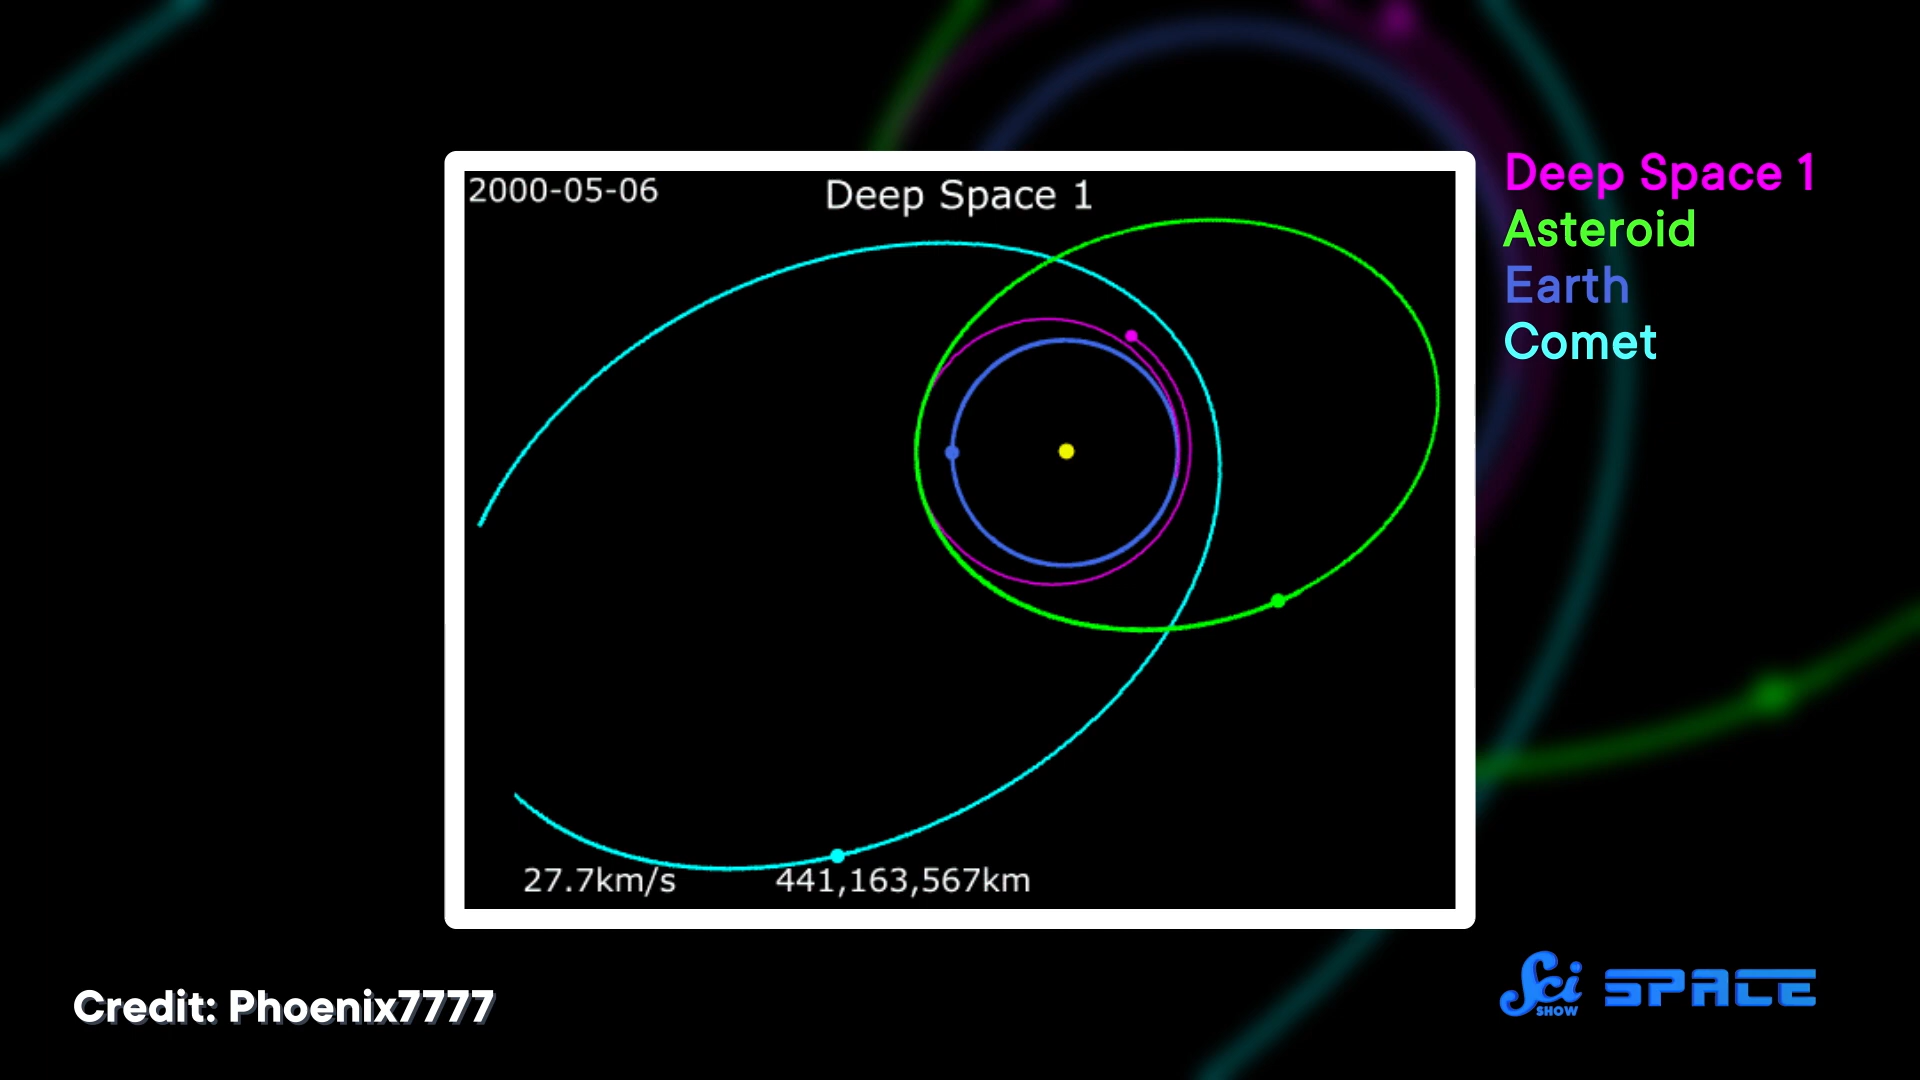 2000-05-06
Deep Space 1
Deep Space 1
Asteroid
Earth
Comet
27.7km/s
441,163,567km
Credit: Phoenix7777
Sci SHOW SPACE